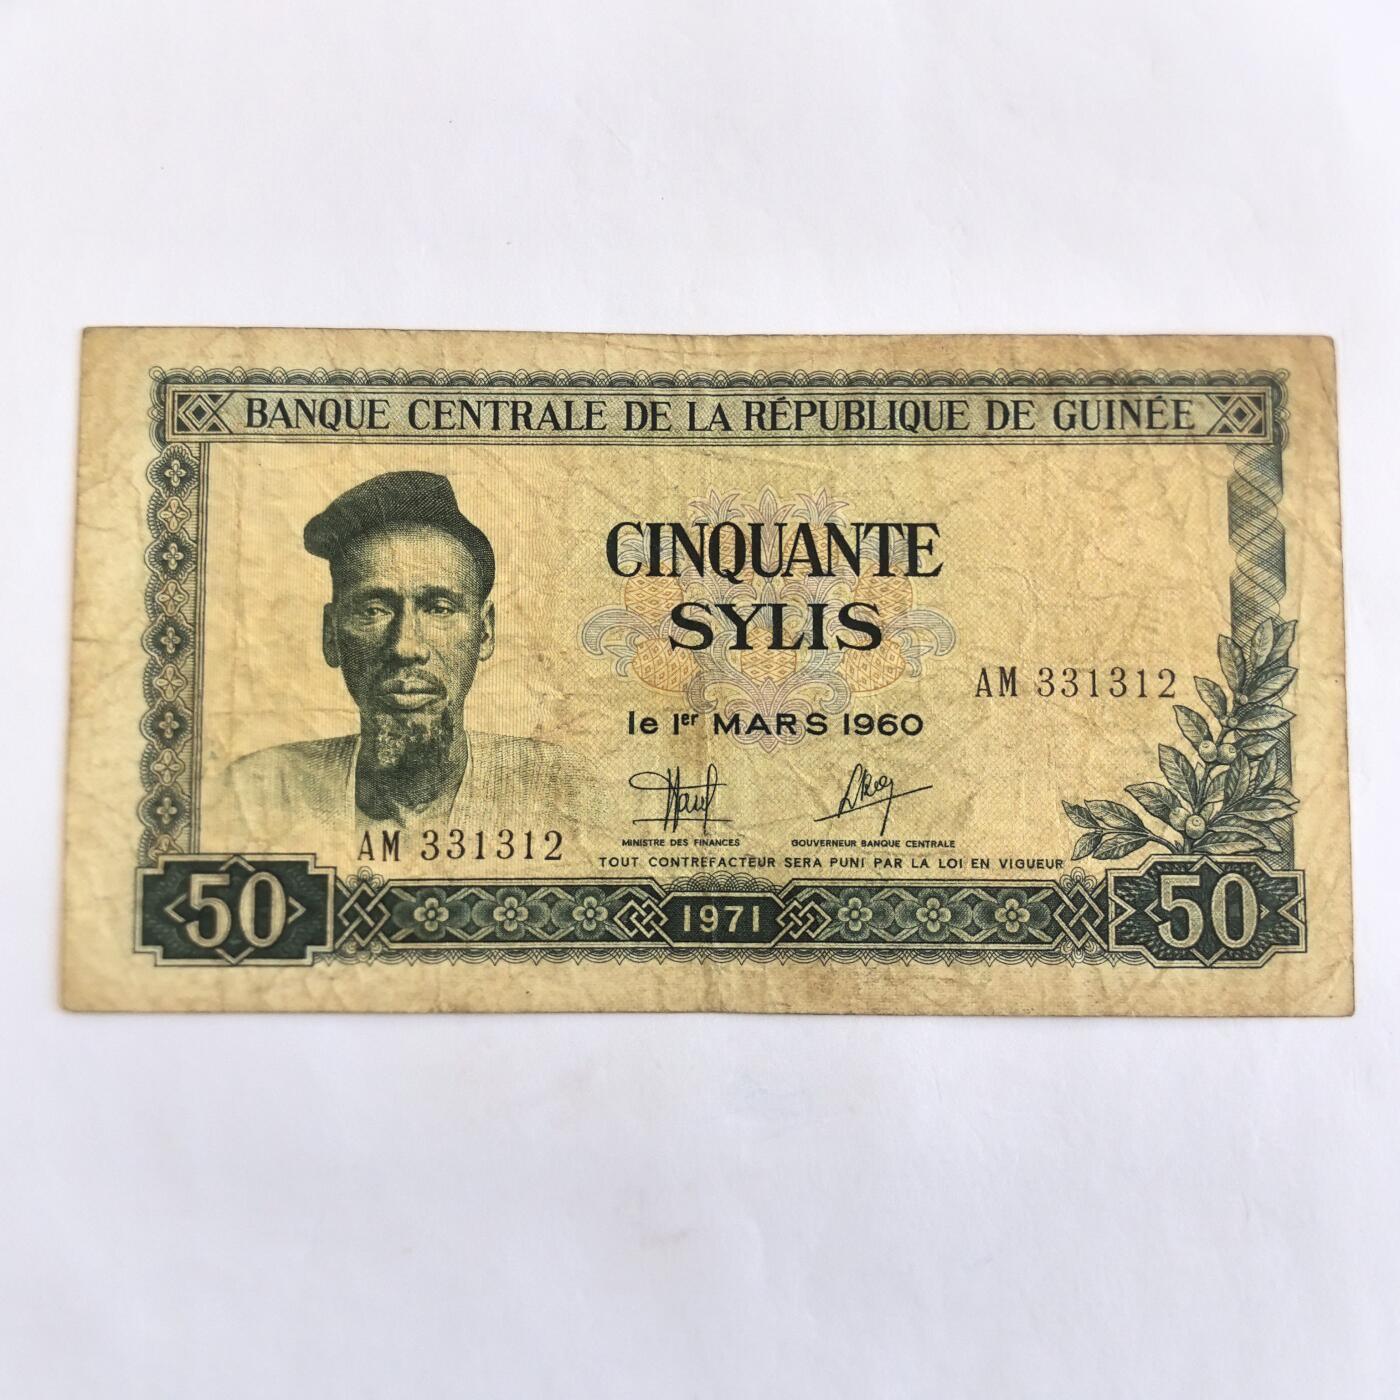 BANQUE CENTRALE DE LA RÉPUBLIQUE DE GUINÉE
CINQUANTE
SYLIS
AM 331312
le 1er MARS 1960
AM 331312
MINISTRE DES FINANCES
GOUVERNEUR BANQUE CENTRALE
TOUT CONTREFACTEUR SERA PUNI PAR LA LOI EN VIGUEUR
50
1971
50